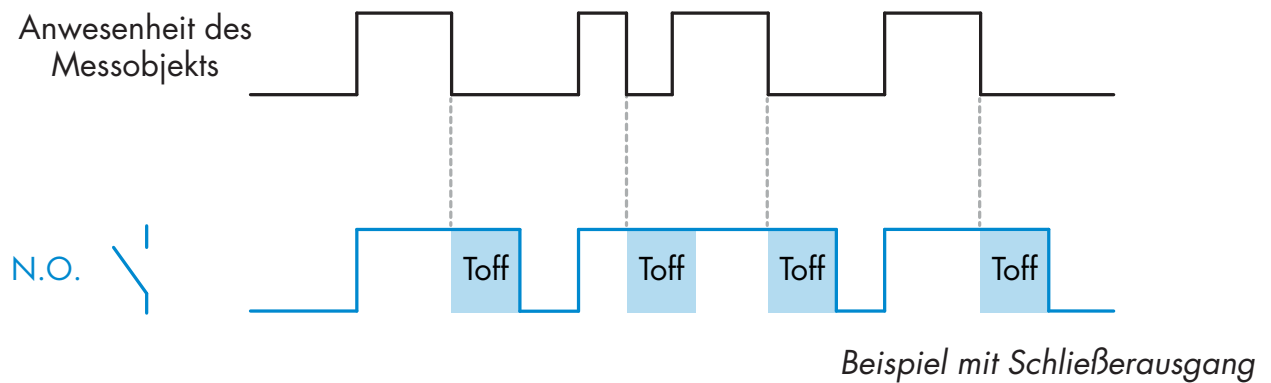 Anwesenheit des
Messobjekts
N.O.
Toff
Toff
Toff
Toff
Beispiel mit Schließerausgang